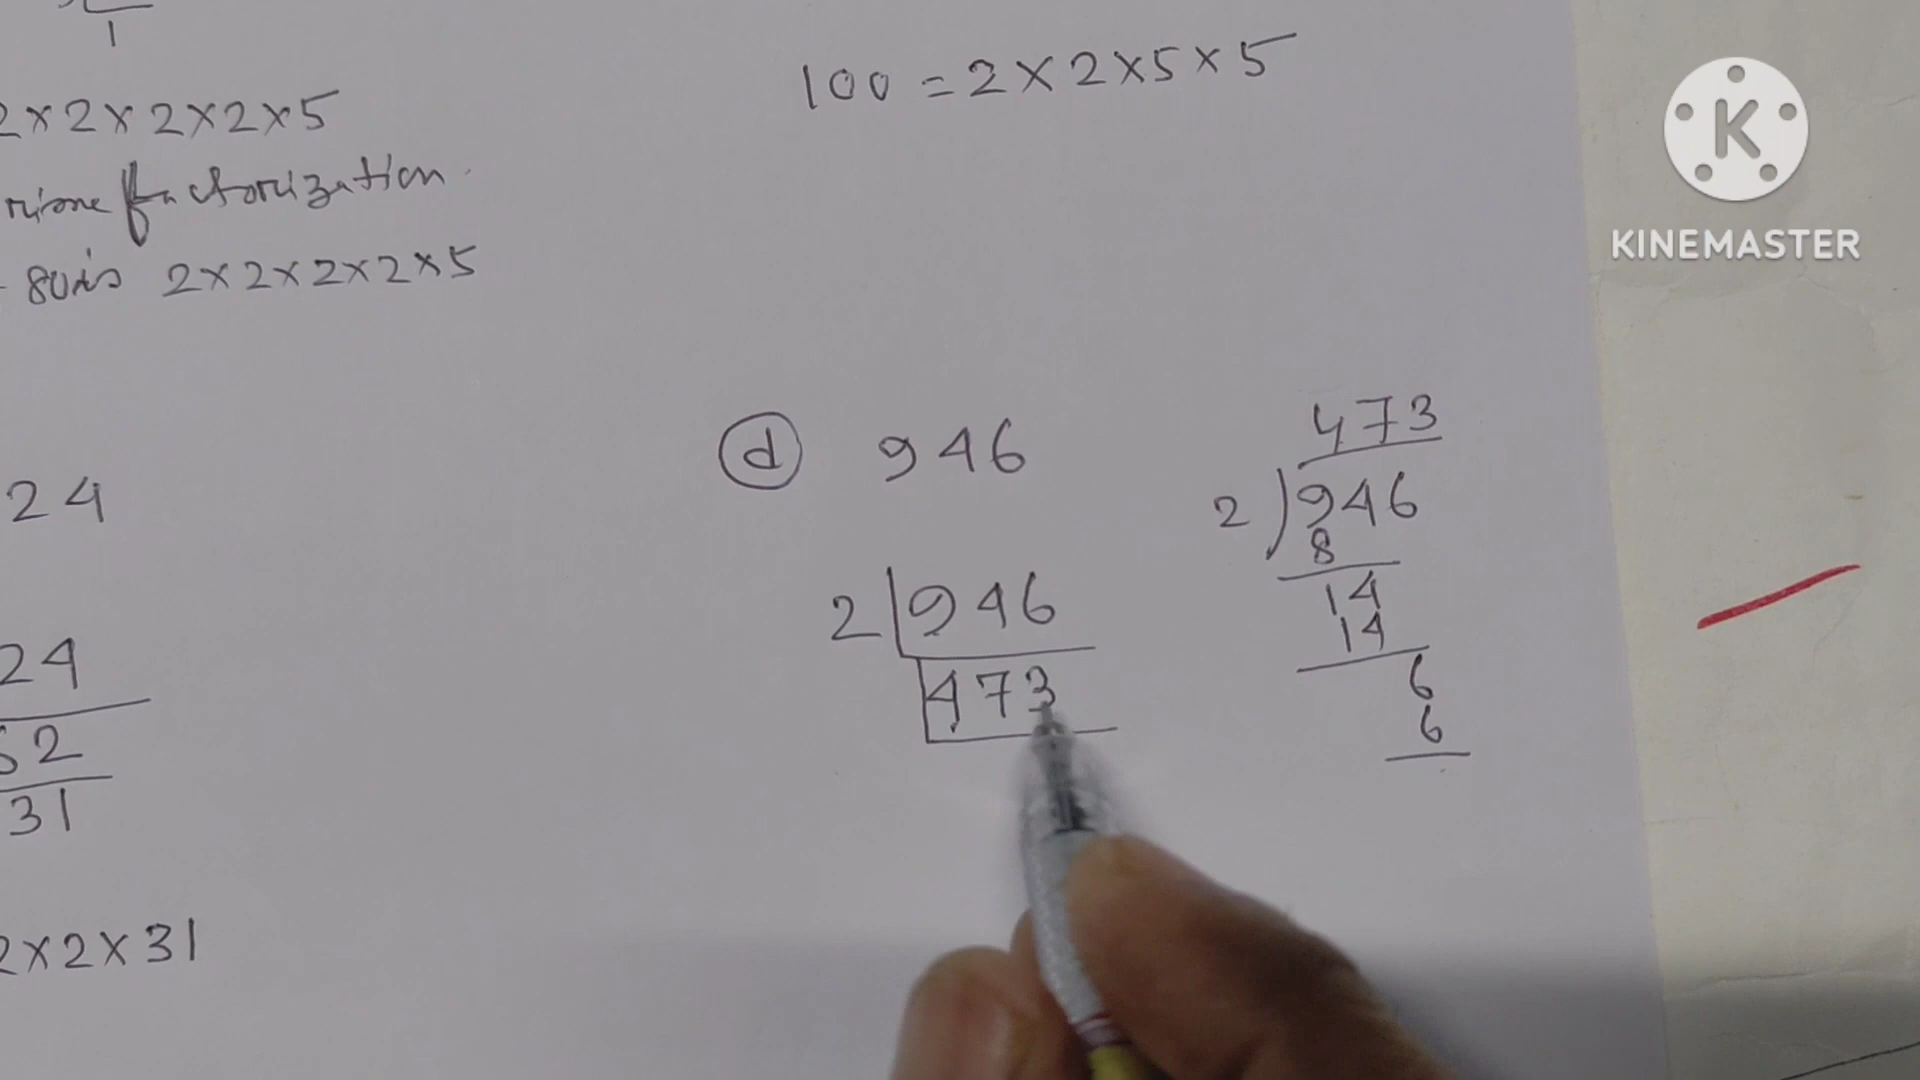 1
2×2×2×2×5
rime factorization
80 is 2×2×2×2×5
24
24
62
31
2×2×31
100 = 2×2×5×5
d 946
2 946
473
473
2 946
8
14
14
6
6
K
KINEMASTER